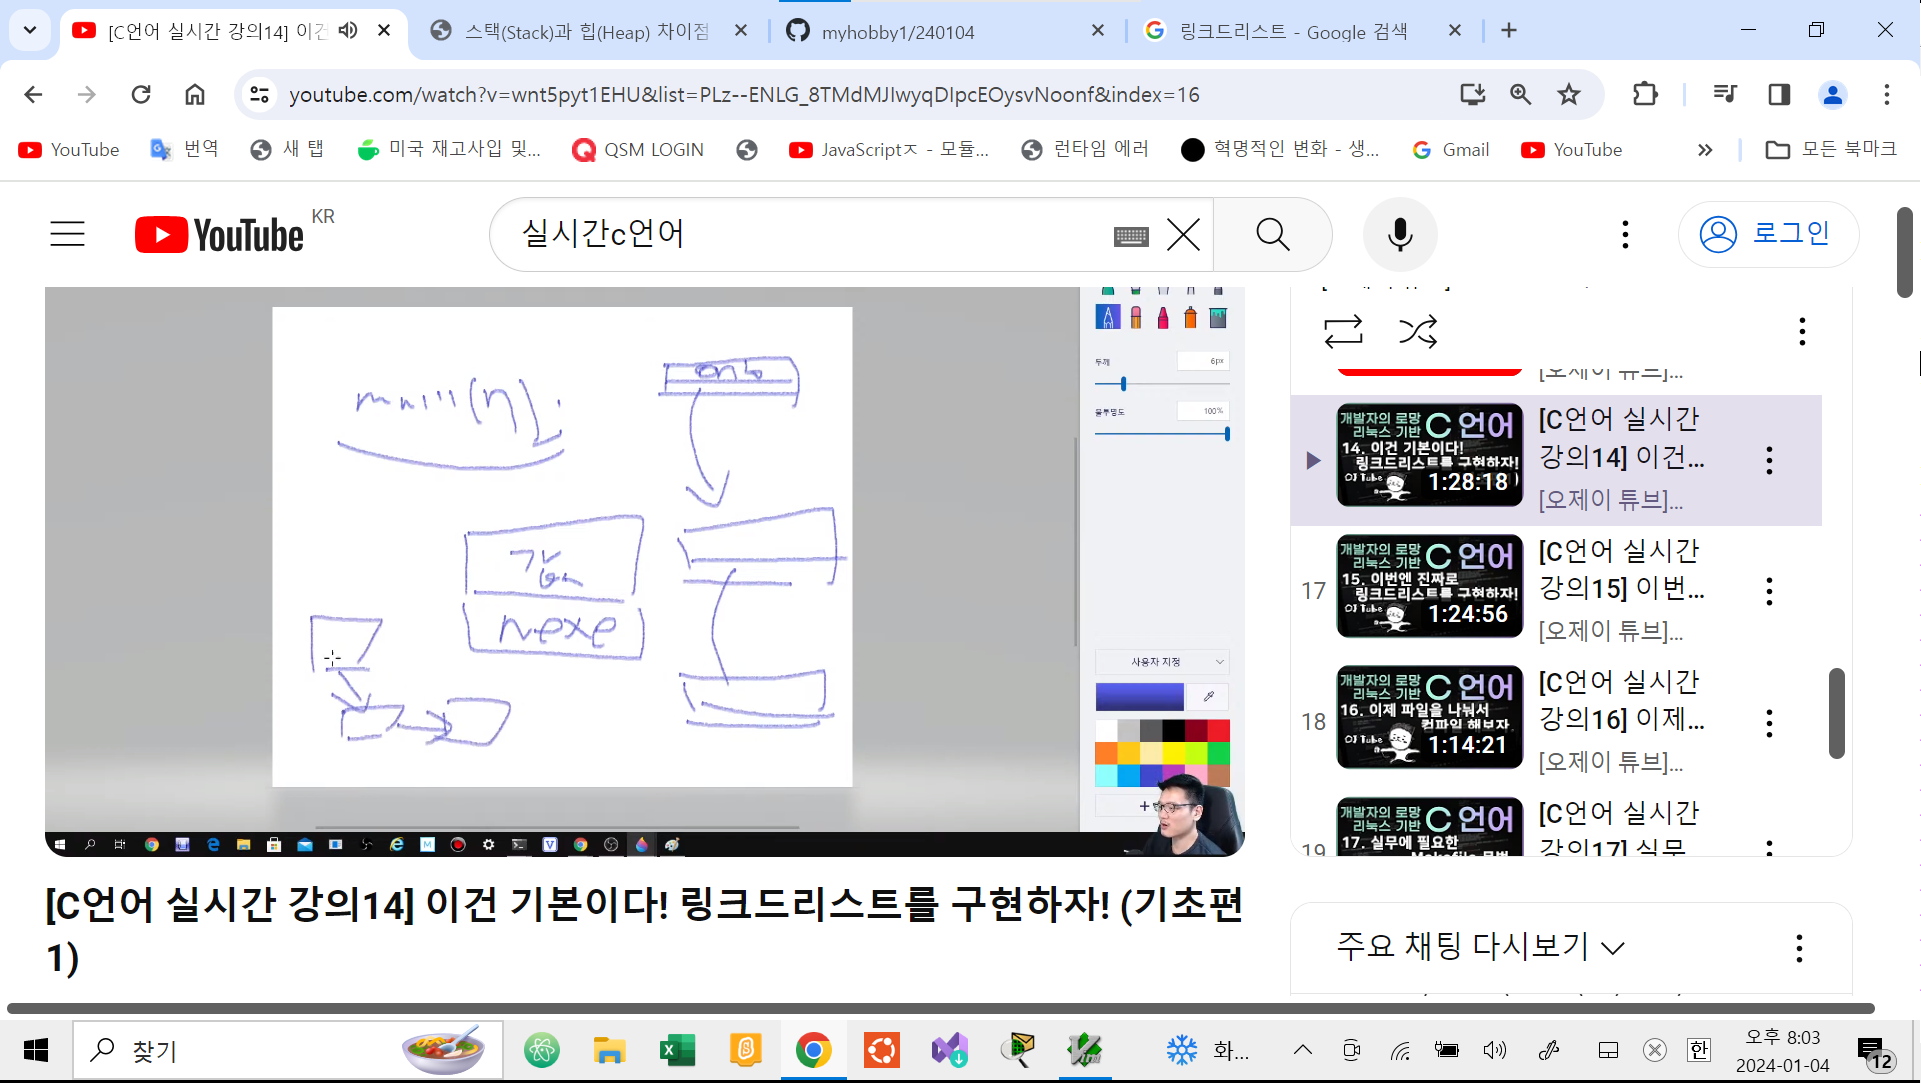 [C언어 실시간 강의14] 이건
스택(Stack)과 힙(Heap) 차이점
myhobby1/240104
링크드리스트 - Google 검색
youtube.com/watch?v=wnt5pyt1EHU&list=PLz--ENLG_8TMdMJIwyqDIpcEOysvNoonf&index=16
YouTube
번역
새 탭
미국 재고사입 및...
QSM LOGIN
JavaScriptㅈ - 모듈...
런타임 에러
혁명적인 변화 - 생...
Gmail
YouTube
모든 북마크
YouTube KR
실시간c언어
로그인
두께 6px
불투명도 100%
사용자 지정
[오제이 튜브]...
개발자의 로망
리눅스 기반 C 언어
14. 이건 기본이다!
링크드리스트를 구현하자!
OJ Tube
1:28:18
[C언어 실시간
강의14] 이건...
[오제이 튜브]...
17
개발자의 로망
리눅스 기반 C 언어
15. 이번엔 진짜로
링크드리스트를 구현하자!
OJ Tube
1:24:56
[C언어 실시간
강의15] 이번...
[오제이 튜브]...
18
개발자의 로망
리눅스 기반 C 언어
16. 이제 파일을 나눠서
컴파일 해보자.
OJ Tube
1:14:21
[C언어 실시간
강의16] 이제...
[오제이 튜브]...
19
개발자의 로망
리눅스 기반 C 언어
17. 실무에 필요한
[C언어 실시간
강의17] 실무
[C언어 실시간 강의14] 이건 기본이다! 링크드리스트를 구현하자! (기초편
1)
주요 채팅 다시보기
찾기
화...
한
오후 8:03
2024-01-04
12